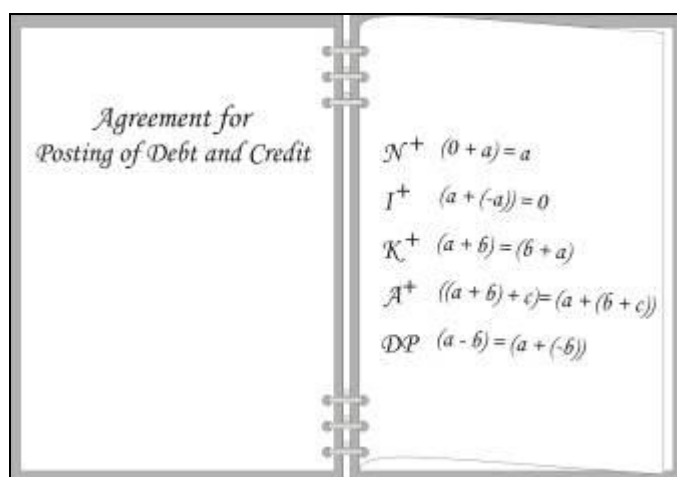 Agreement for
Posting of Debt and Credit
N+ (0 + a) = a
I+ (a + (-a)) = 0
K+ (a + b) = (b + a)
A+ ((a + b) + c)= (a + (b + c))
DP (a - b) = (a + (-b))